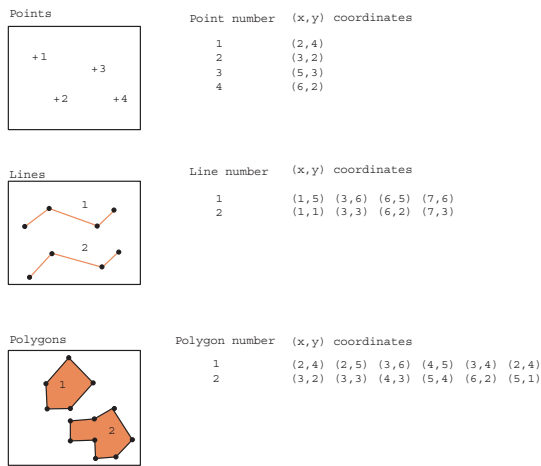 Points
Point number (x,y) coordinates
1 (2,4)
2 (3,2)
3 (5,3)
4 (6,2)
+1
+3
+2 +4
Lines
Line number (x,y) coordinates
1 (1,5) (3,6) (6,5) (7,6)
2 (1,1) (3,3) (6,2) (7,3)
1
2
Polygons
Polygon number (x,y) coordinates
1 (2,4) (2,5) (3,6) (4,5) (3,4) (2,4)
2 (3,2) (3,3) (4,3) (5,4) (6,2) (5,1)
1
2